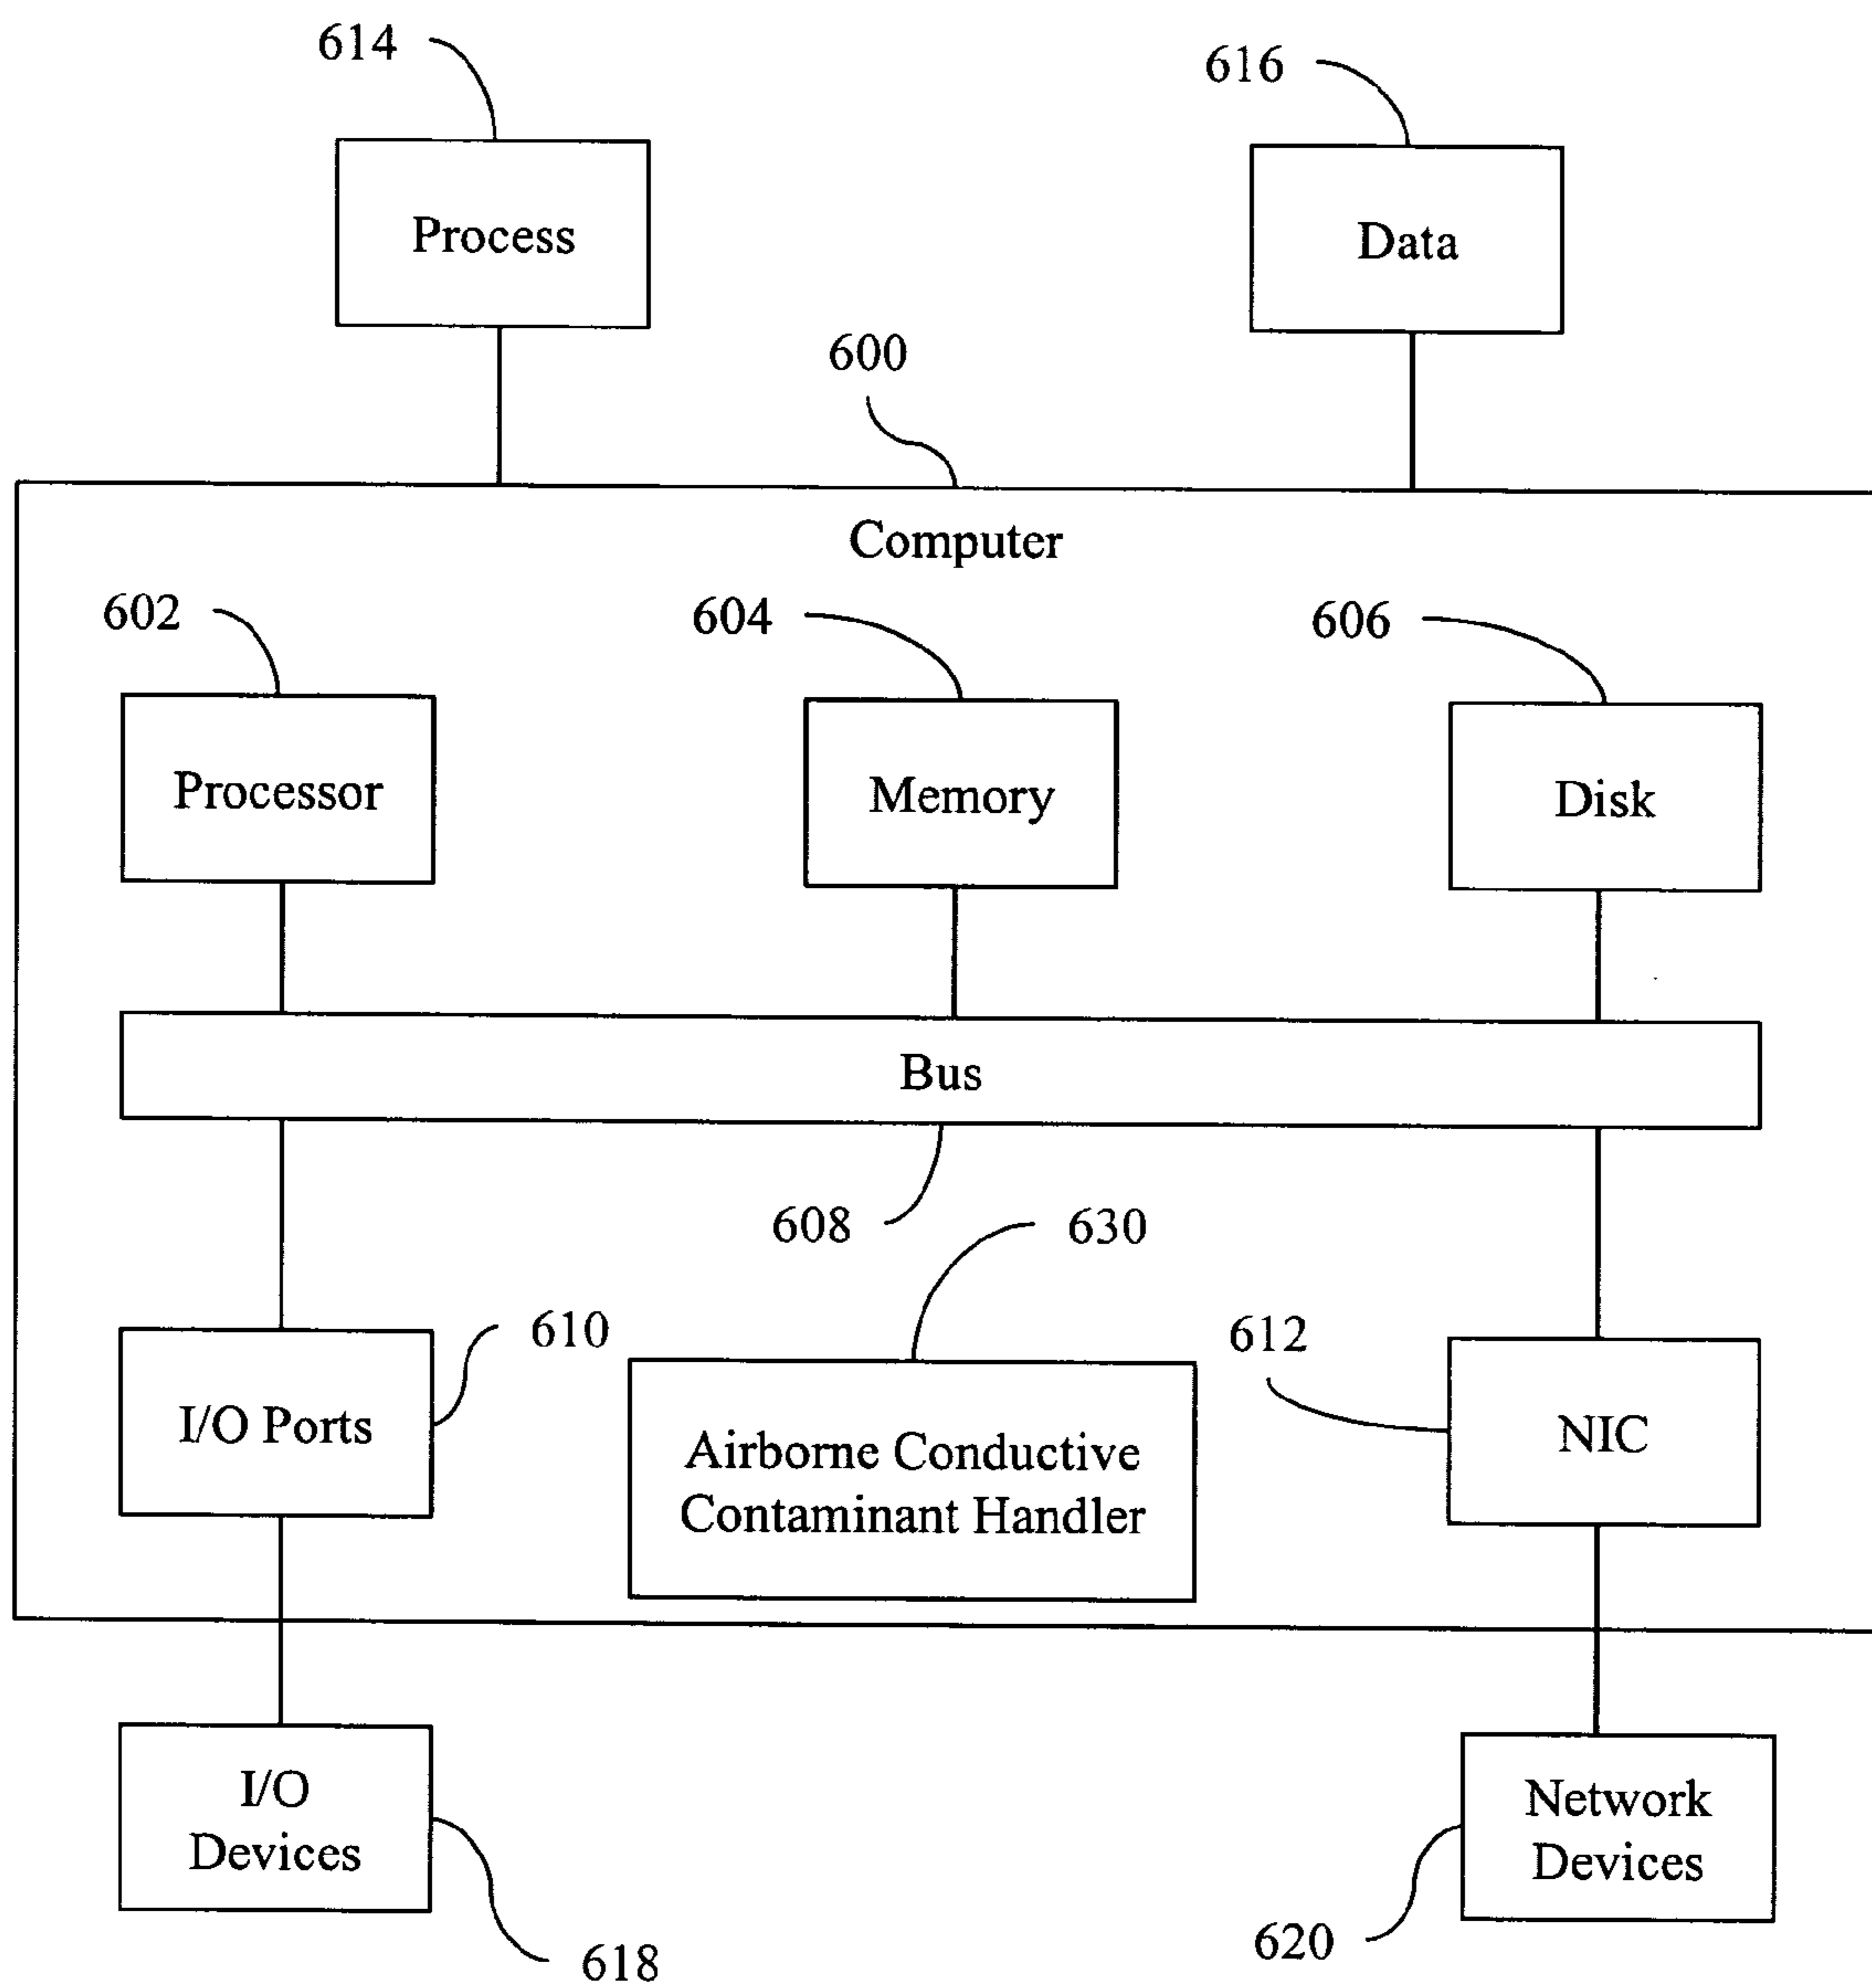 614
616
Process
Data
600
Computer
602
604
606
Processor
Memory
Disk
Bus
608
630
610
612
I/O Ports
Airborne Conductive
Contaminant Handler
NIC
I/O
Devices
Network
Devices
618
620